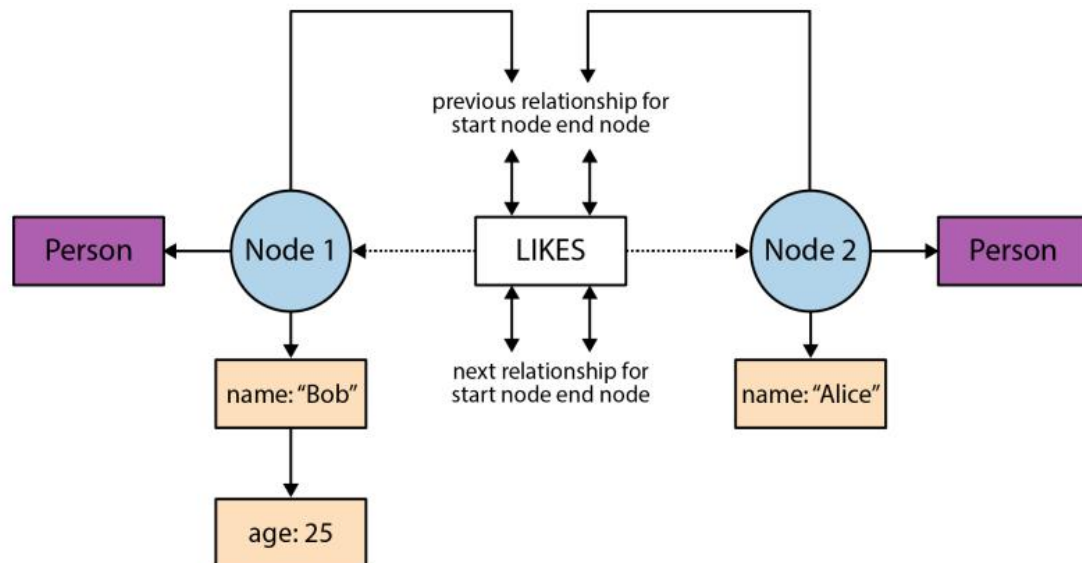 previous relationship for
start node end node
Person
Node 1
LIKES
Node 2
Person
name: “Bob”
next relationship for
start node end node
name: “Alice”
age: 25